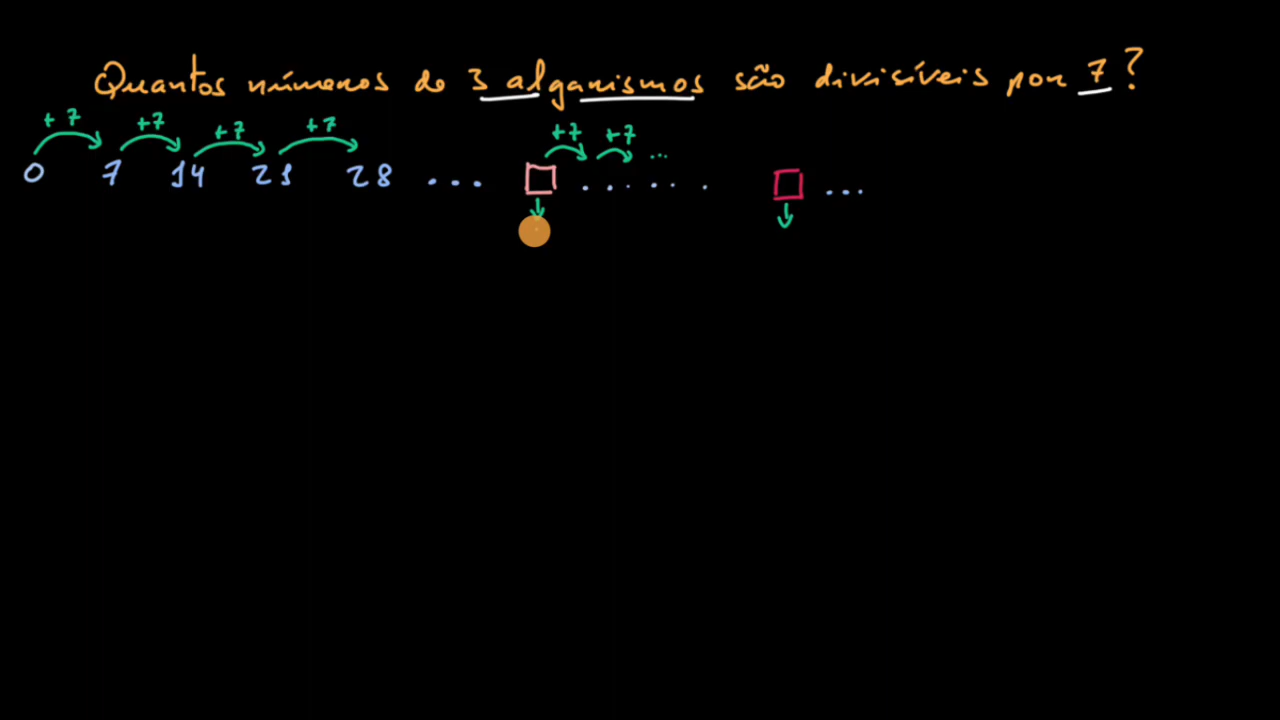 Quantos números de 3 algarismos são divisíveis por 7?
+7 +7 +7 +7 +7 +7 ...
0 7 14 21 28 ... ...... ...